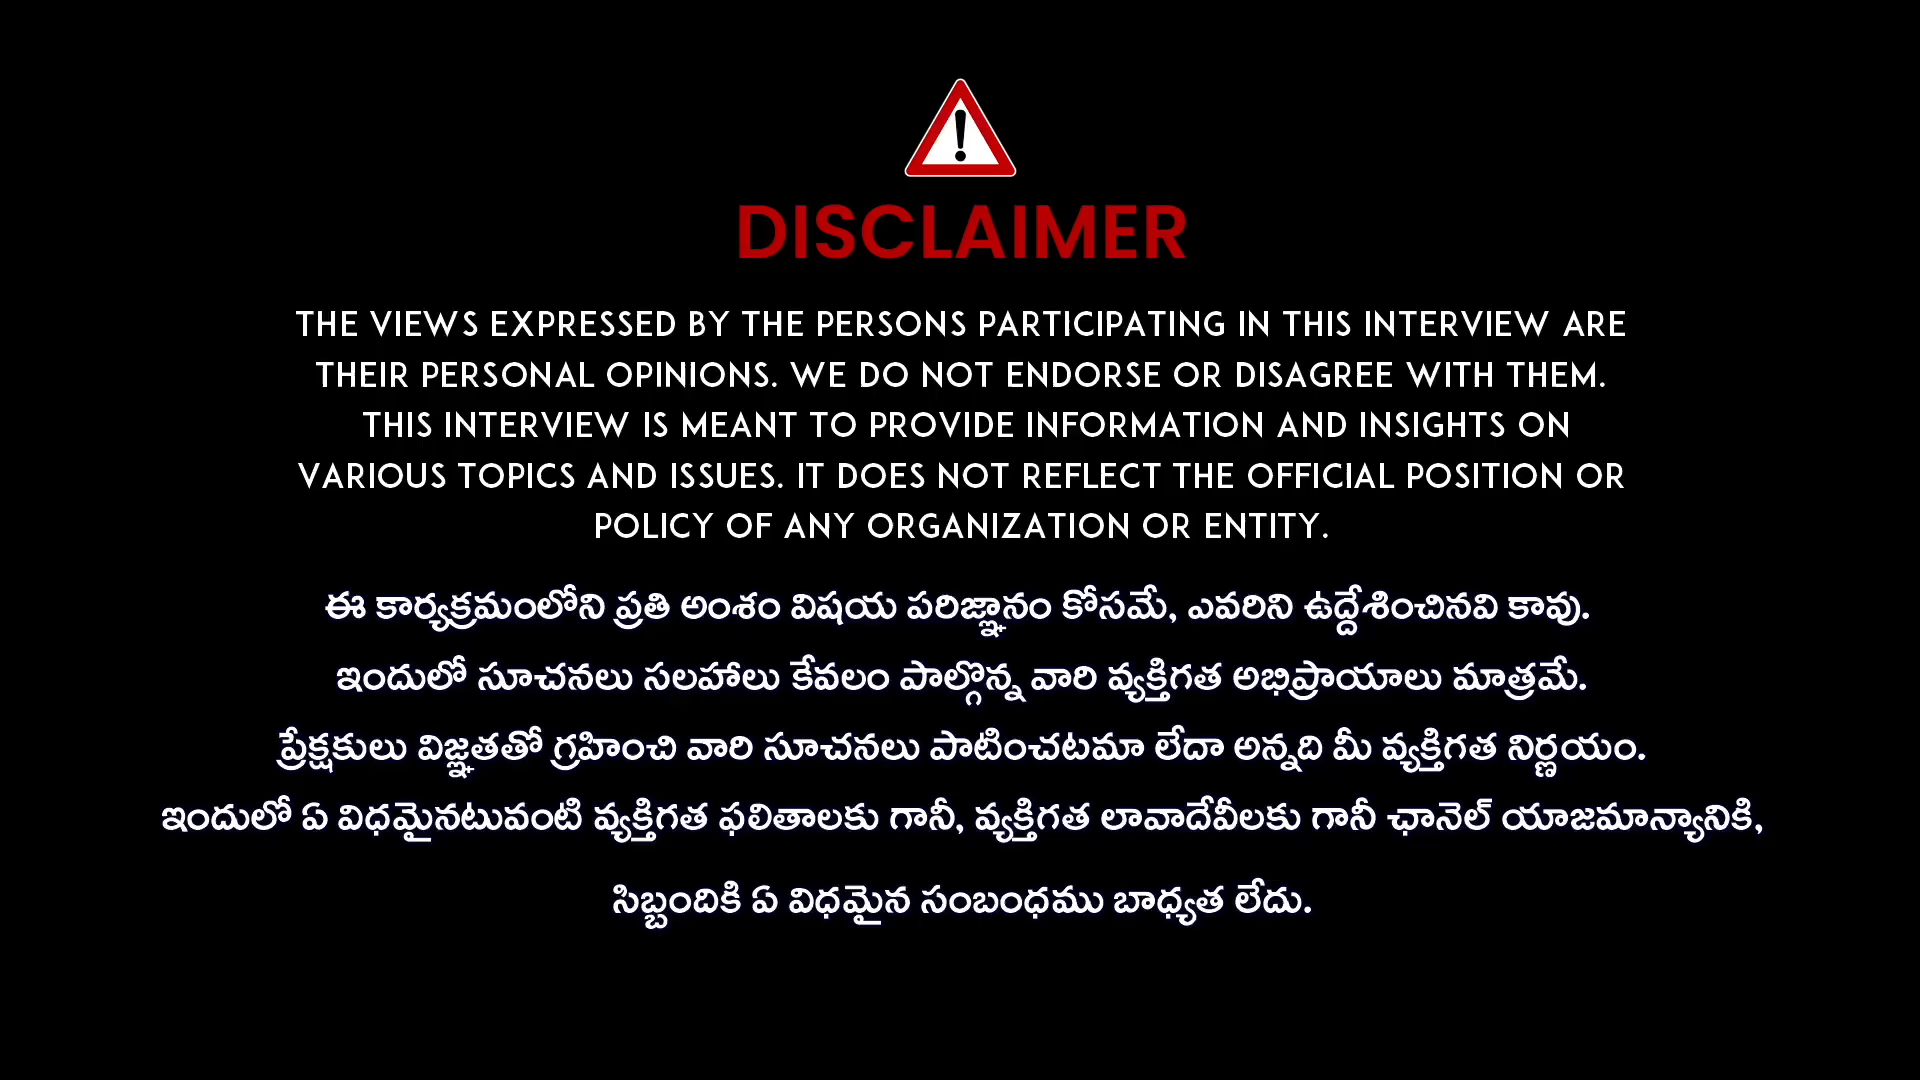 DISCLAIMER
THE VIEWS EXPRESSED BY THE PERSONS PARTICIPATING IN THIS INTERVIEW ARE
THEIR PERSONAL OPINIONS. WE DO NOT ENDORSE OR DISAGREE WITH THEM.
THIS INTERVIEW IS MEANT TO PROVIDE INFORMATION AND INSIGHTS ON
VARIOUS TOPICS AND ISSUES. IT DOES NOT REFLECT THE OFFICIAL POSITION OR
POLICY OF ANY ORGANIZATION OR ENTITY.
ఈ కార్యక్రమంలోని ప్రతి అంశం విషయ పరిజ్ఞానం కోసమే, ఎవరిని ఉద్దేశించినవి కావు.
ఇందులో సూచనలు సలహాలు కేవలం పాల్గొన్న వారి వ్యక్తిగత అభిప్రాయాలు మాత్రమే.
ప్రేక్షకులు విజ్ఞతతో గ్రహించి వారి సూచనలు పాటించటమా లేదా అన్నది మీ వ్యక్తిగత నిర్ణయం.
ఇందులో ఏ విధమైనటువంటి వ్యక్తిగత ఫలితాలకు గానీ, వ్యక్తిగత లావాదేవీలకు గానీ ఛానెల్ యాజమాన్యానికి,
సిబ్బందికి ఏ విధమైన సంబంధము బాధ్యత లేదు.